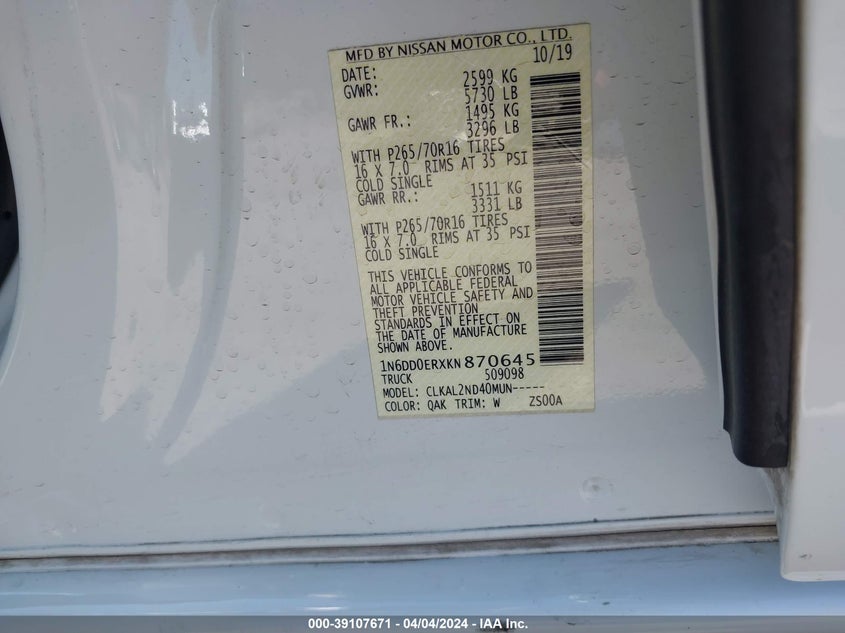 MFD BY NISSAN MOTOR CO., LTD.
DATE: 10/19
GVWR: 2599 KG
5730 LB
GAWR FR.: 1495 KG
3296 LB
WITH P265/70R16 TIRES
16 X 7.0 RIMS AT 35 PSI
COLD SINGLE
GAWR RR.: 1511 KG
3331 LB
WITH P265/70R16 TIRES
16 X 7.0 RIMS AT 35 PSI
COLD SINGLE
THIS VEHICLE CONFORMS TO
ALL APPLICABLE FEDERAL
MOTOR VEHICLE SAFETY AND
THEFT PREVENTION
STANDARDS IN EFFECT ON
THE DATE OF MANUFACTURE
SHOWN ABOVE.
1N6DD0ERXKN870645
TRUCK 509098
MODEL: CLKAL2ND40MUN-----
COLOR: QAK TRIM: W ZS00A
000-39107671 - 04/04/2024 - IAA Inc.